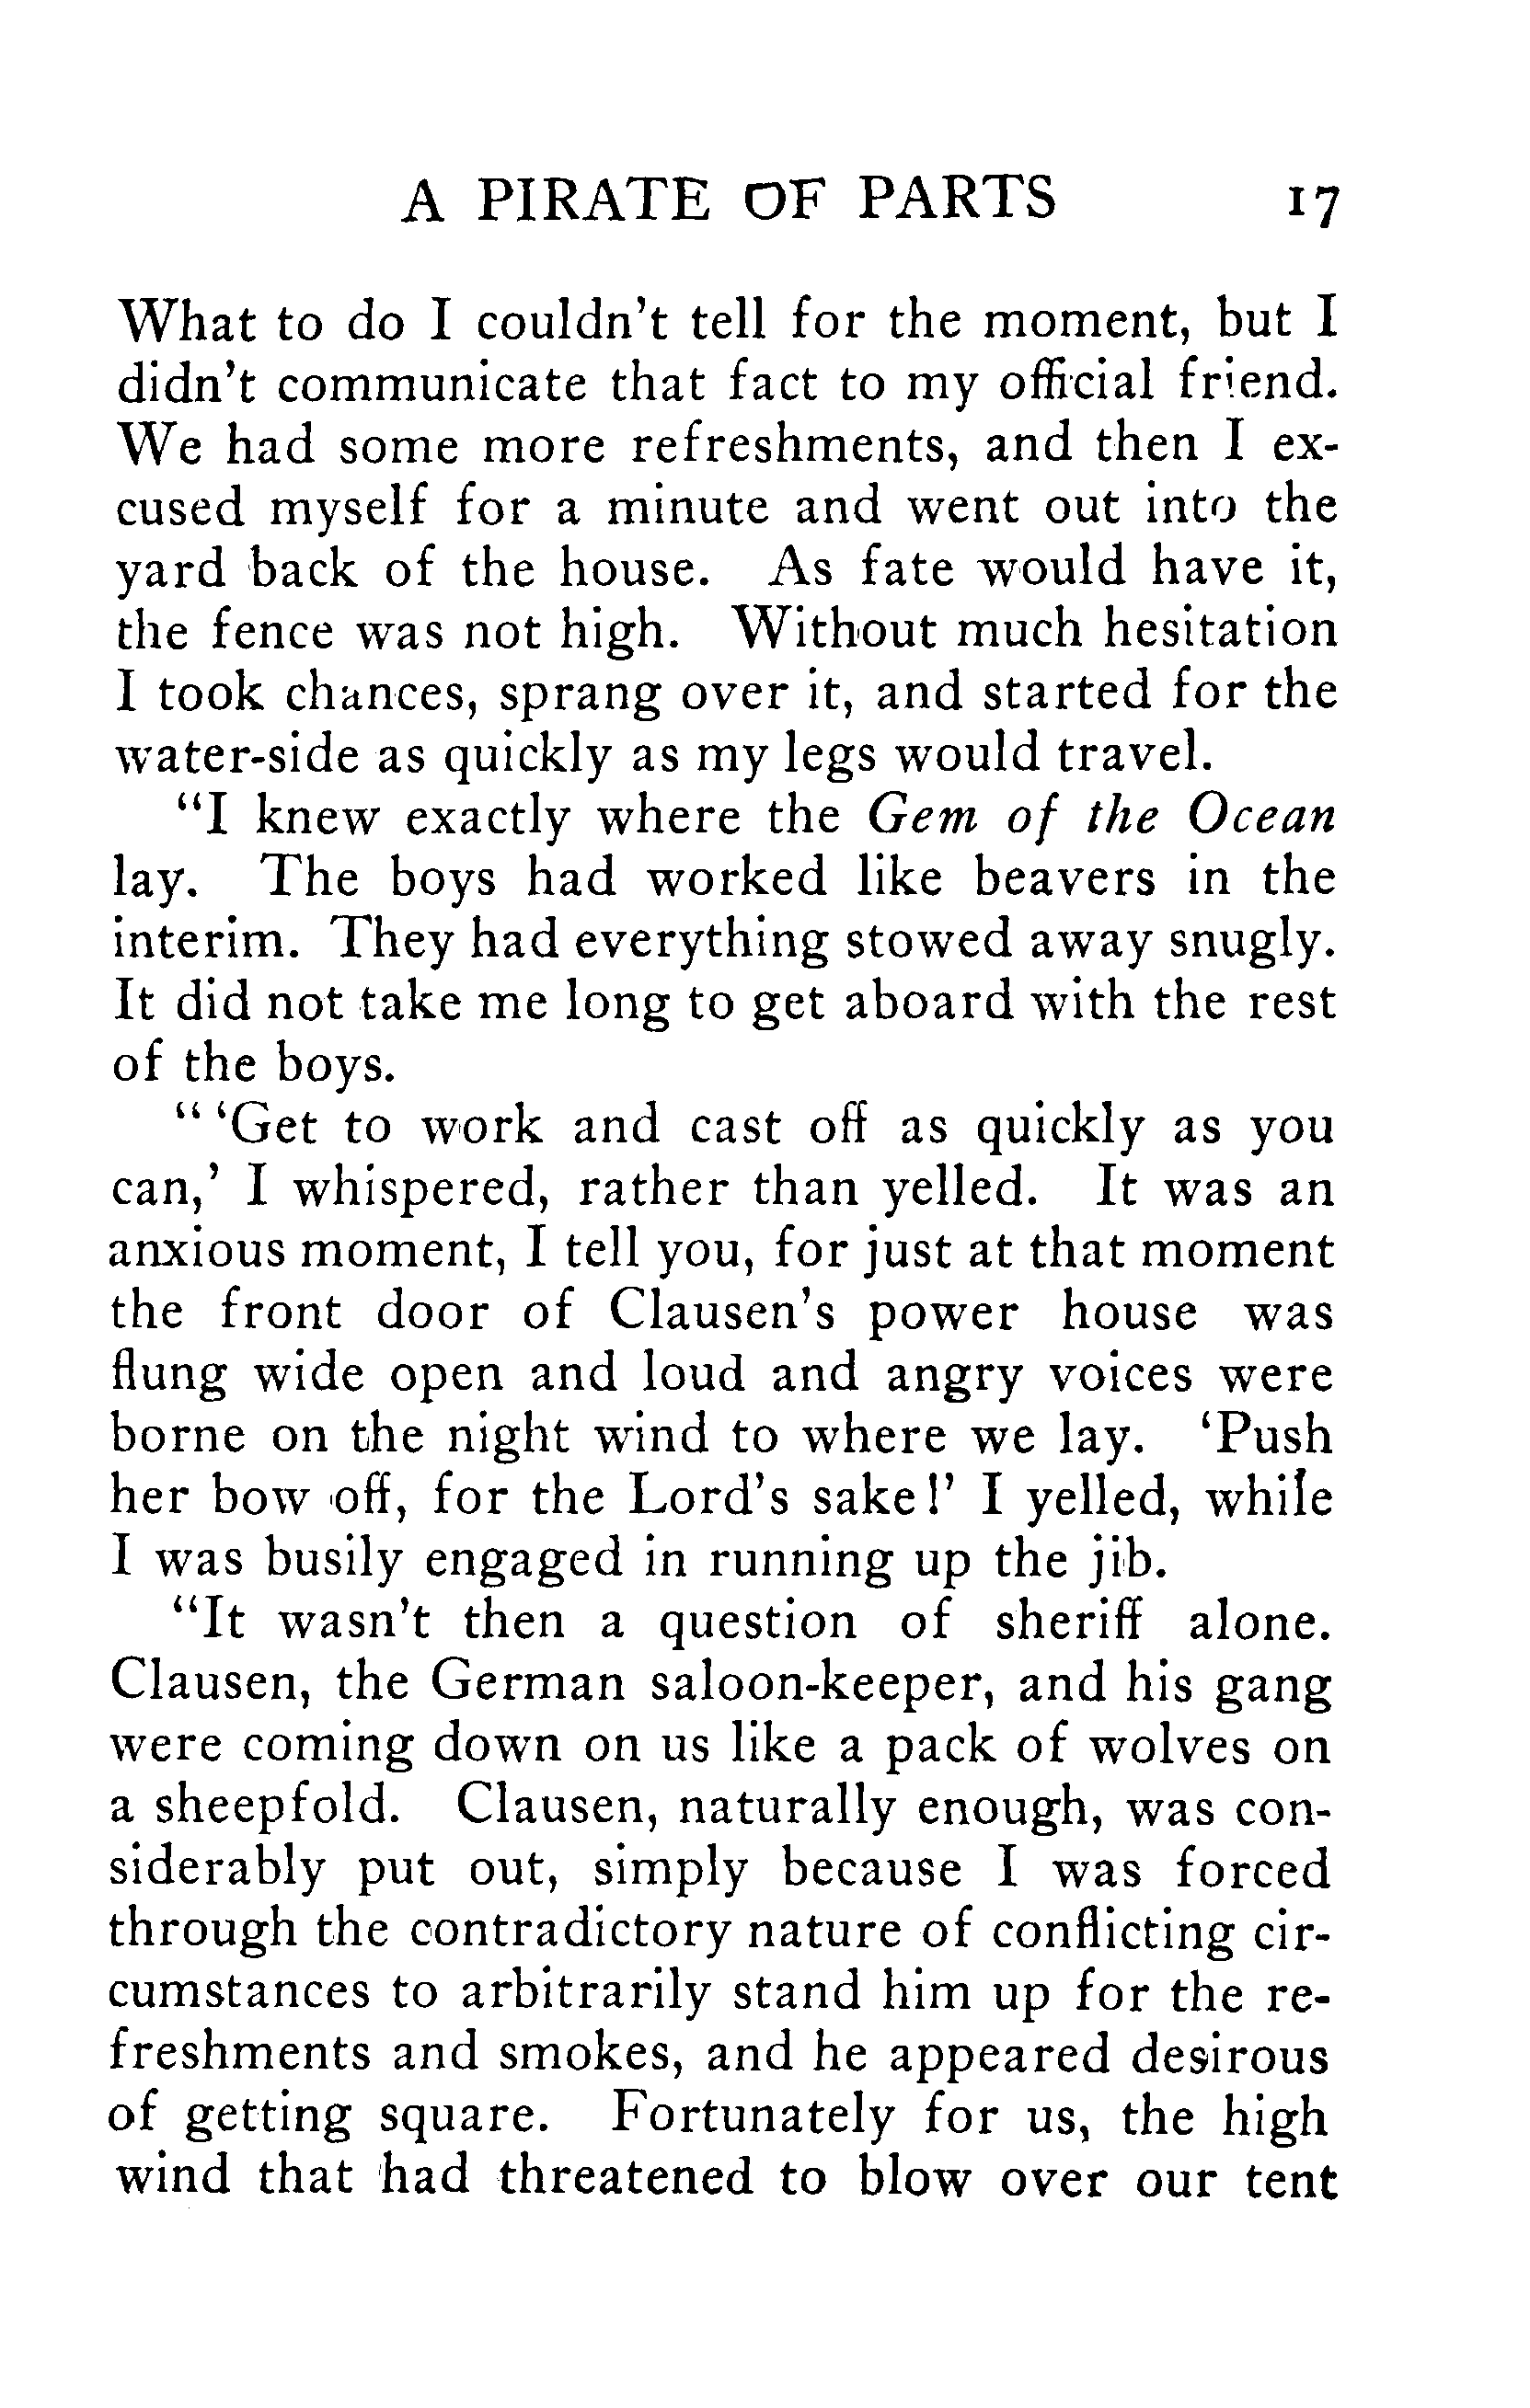 A PIRATE OF PARTS 17
What to do I couldn't tell for the moment, but I
didn't communicate that fact to my official friend.
We had some more refreshments, and then I ex-
cused myself for a minute and went out into the
yard back of the house. As fate would have it,
the fence was not high. Without much hesitation
I took chances, sprang over it, and started for the
water-side as quickly as my legs would travel.
"I knew exactly where the Gem of the Ocean
lay. The boys had worked like beavers in the
interim. They had everything stowed away snugly.
It did not take me long to get aboard with the rest
of the boys.
" 'Get to work and cast off as quickly as you
can,' I whispered, rather than yelled. It was an
anxious moment, I tell you, for just at that moment
the front door of Clausen's power house was
flung wide open and loud and angry voices were
borne on the night wind to where we lay. 'Push
her bow off, for the Lord's sake!' I yelled, while
I was busily engaged in running up the jib.
"It wasn't then a question of sheriff alone.
Clausen, the German saloon-keeper, and his gang
were coming down on us like a pack of wolves on
a sheepfold. Clausen, naturally enough, was con-
siderably put out, simply because I was forced
through the contradictory nature of conflicting cir-
cumstances to arbitrarily stand him up for the re-
freshments and smokes, and he appeared desirous
of getting square. Fortunately for us, the high
wind that had threatened to blow over our tent